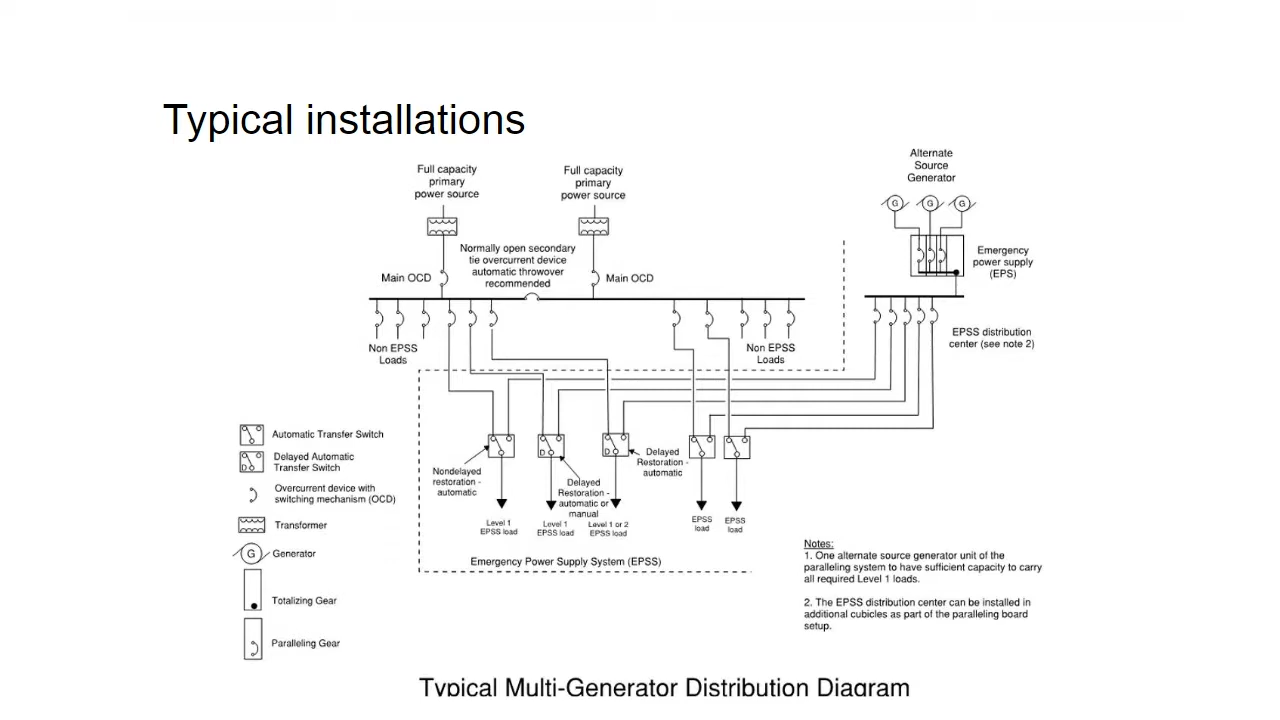 Typical installations
Full capacity
primary
power source
Full capacity
primary
power source
Alternate
Source
Generator
G
G
G
Normally open secondary
tie overcurrent device
automatic throwover
recommended
Main OCD
Main OCD
Emergency
power supply
(EPS)
Non EPSS
Loads
Non EPSS
Loads
EPSS distribution
center (see note 2)
Automatic Transfer Switch
D
Delayed Automatic
Transfer Switch
Overcurrent device with
switching mechanism (OCD)
Transformer
G
Generator
Totalizing Gear
Paralleling Gear
D
D
Nondelayed
restoration -
automatic
Delayed
Restoration -
automatic or
manual
Delayed
Restoration -
automatic
Level 1
EPSS load
Level 1
EPSS load
Level 1 or 2
EPSS load
EPSS
load
EPSS
load
Emergency Power Supply System (EPSS)
Notes:
1. One alternate source generator unit of the
paralleling system to have sufficient capacity to carry
all required Level 1 loads.
2. The EPSS distribution center can be installed in
additional cubicles as part of the paralleling board
setup.
Typical Multi-Generator Distribution Diagram